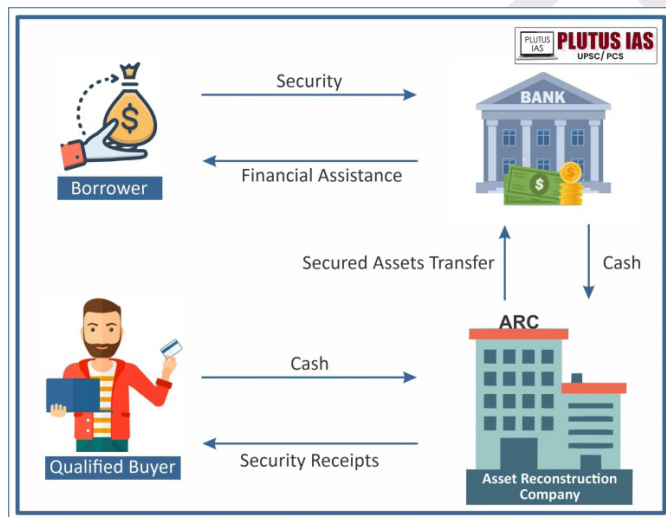 PLUTUS
IAS
PLUTUS IAS
UPSC/ PCS
Security
BANK
Financial Assistance
Borrower
Secured Assets Transfer
Cash
ARC
Cash
Security Receipts
Qualified Buyer
Asset Reconstruction
Company